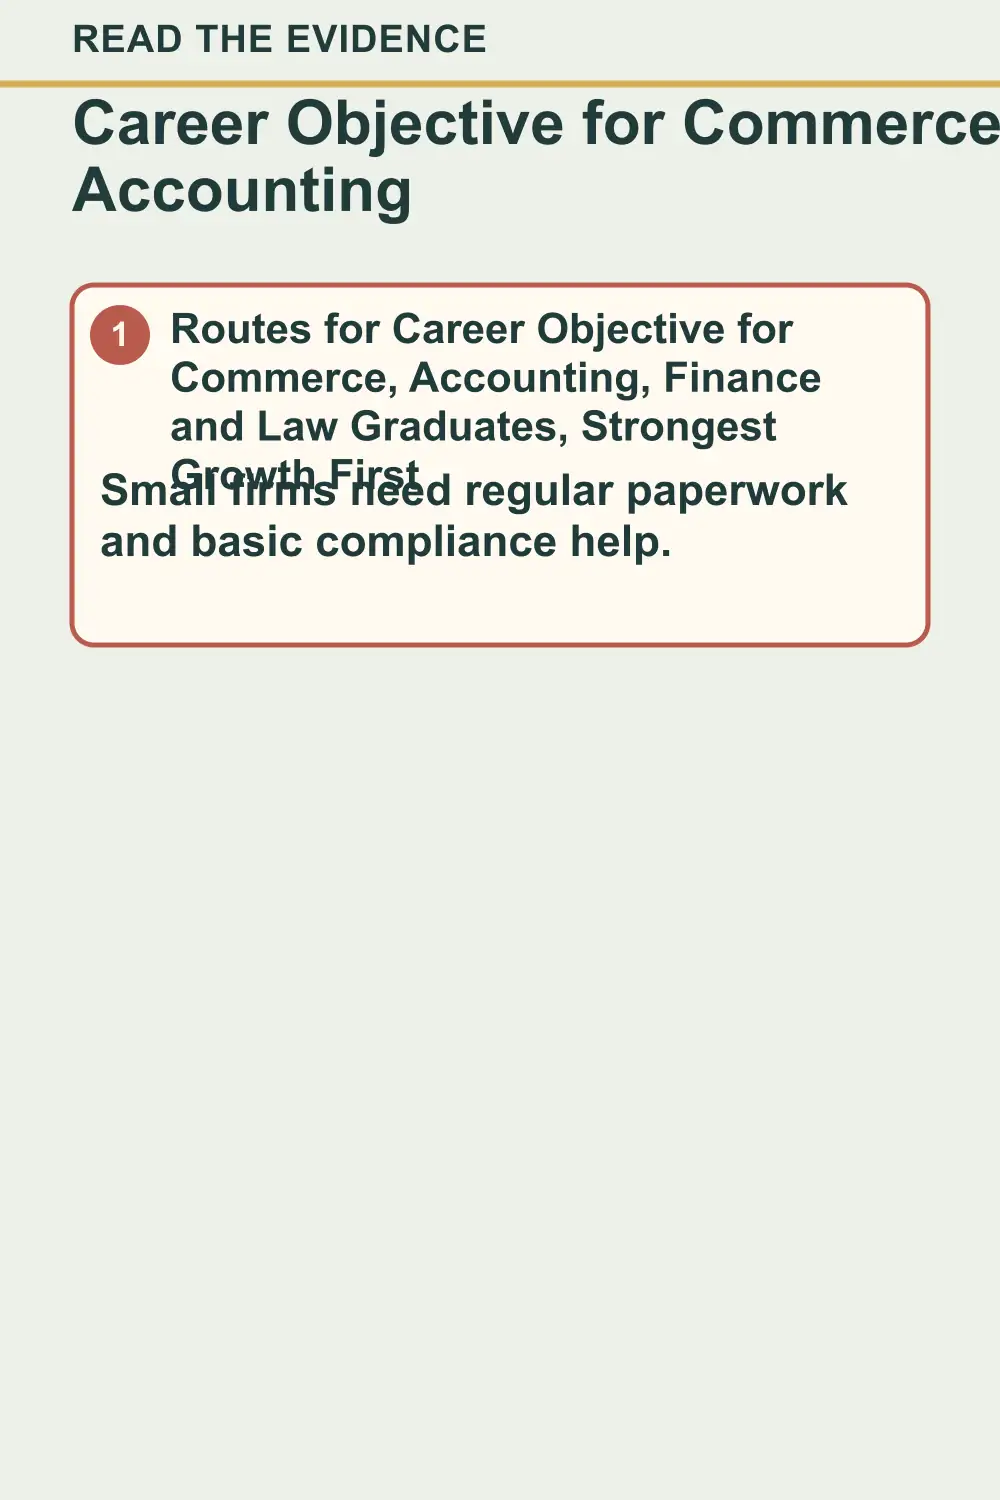 READ THE EVIDENCE
Career Objective for Commerce
Accounting
1
Routes for Career Objective for
Commerce, Accounting, Finance
and Law Graduates, Strongest
Growth First
Small firms need regular paperwork
and basic compliance help.